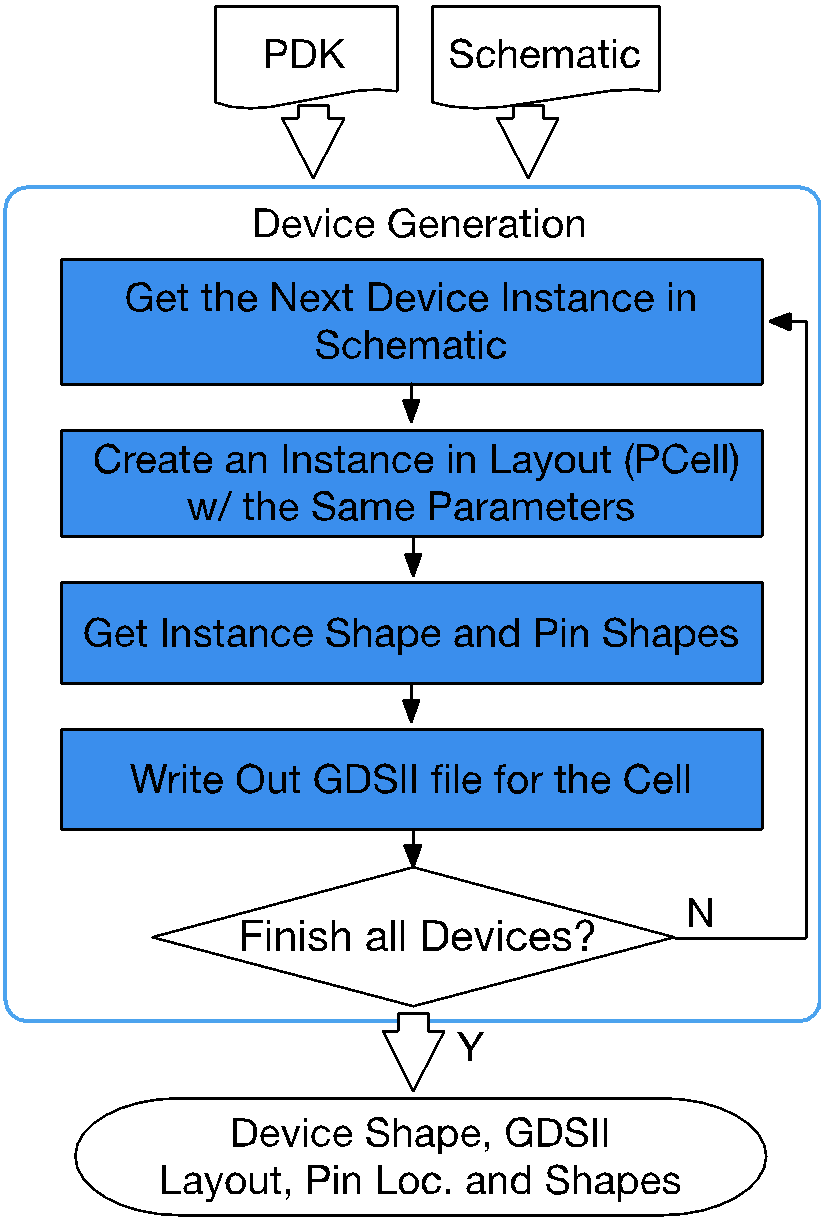 PDK
Schematic
Device Generation
Get the Next Device Instance in
Schematic
Create an Instance in Layout (PCell)
w/ the Same Parameters
Get Instance Shape and Pin Shapes
Write Out GDSII file for the Cell
Finish all Devices?
N
Y
Device Shape, GDSII
Layout, Pin Loc. and Shapes